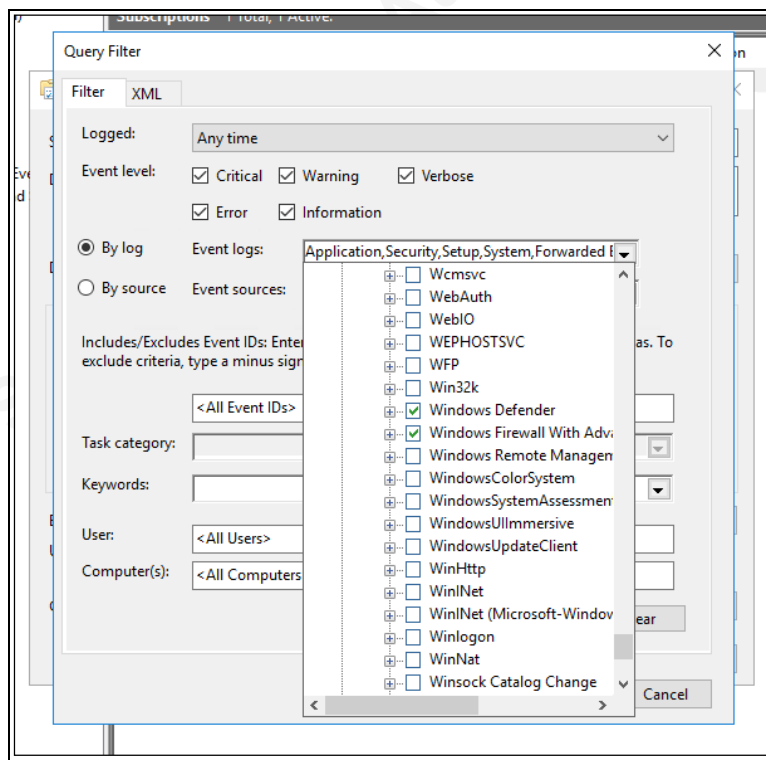 Subscriptions 1 Total, 1 Active.
Query Filter
Filter XML
Logged: Any time
Event level: Critical Warning Verbose
Error Information
By log Event logs: Application,Security,Setup,System,Forwarded E
By source Event sources:
Wcmsvc
WebAuth
WebIO
WEPHOSTSVC
WFP
Win32k
Windows Defender
Windows Firewall With Adv
Windows Remote Managem
WindowsColorSystem
WindowsSystemAssessmen
WindowsUIImmersive
WindowsUpdateClient
WinHttp
WinINet
WinINet (Microsoft-Window
Winlogon
WinNat
Winsock Catalog Change
Includes/Excludes Event IDs: Enter as. To
exclude criteria, type a minus sign
<All Event IDs>
Task category:
Keywords:
User: <All Users>
Computer(s): <All Computers
ear
Cancel